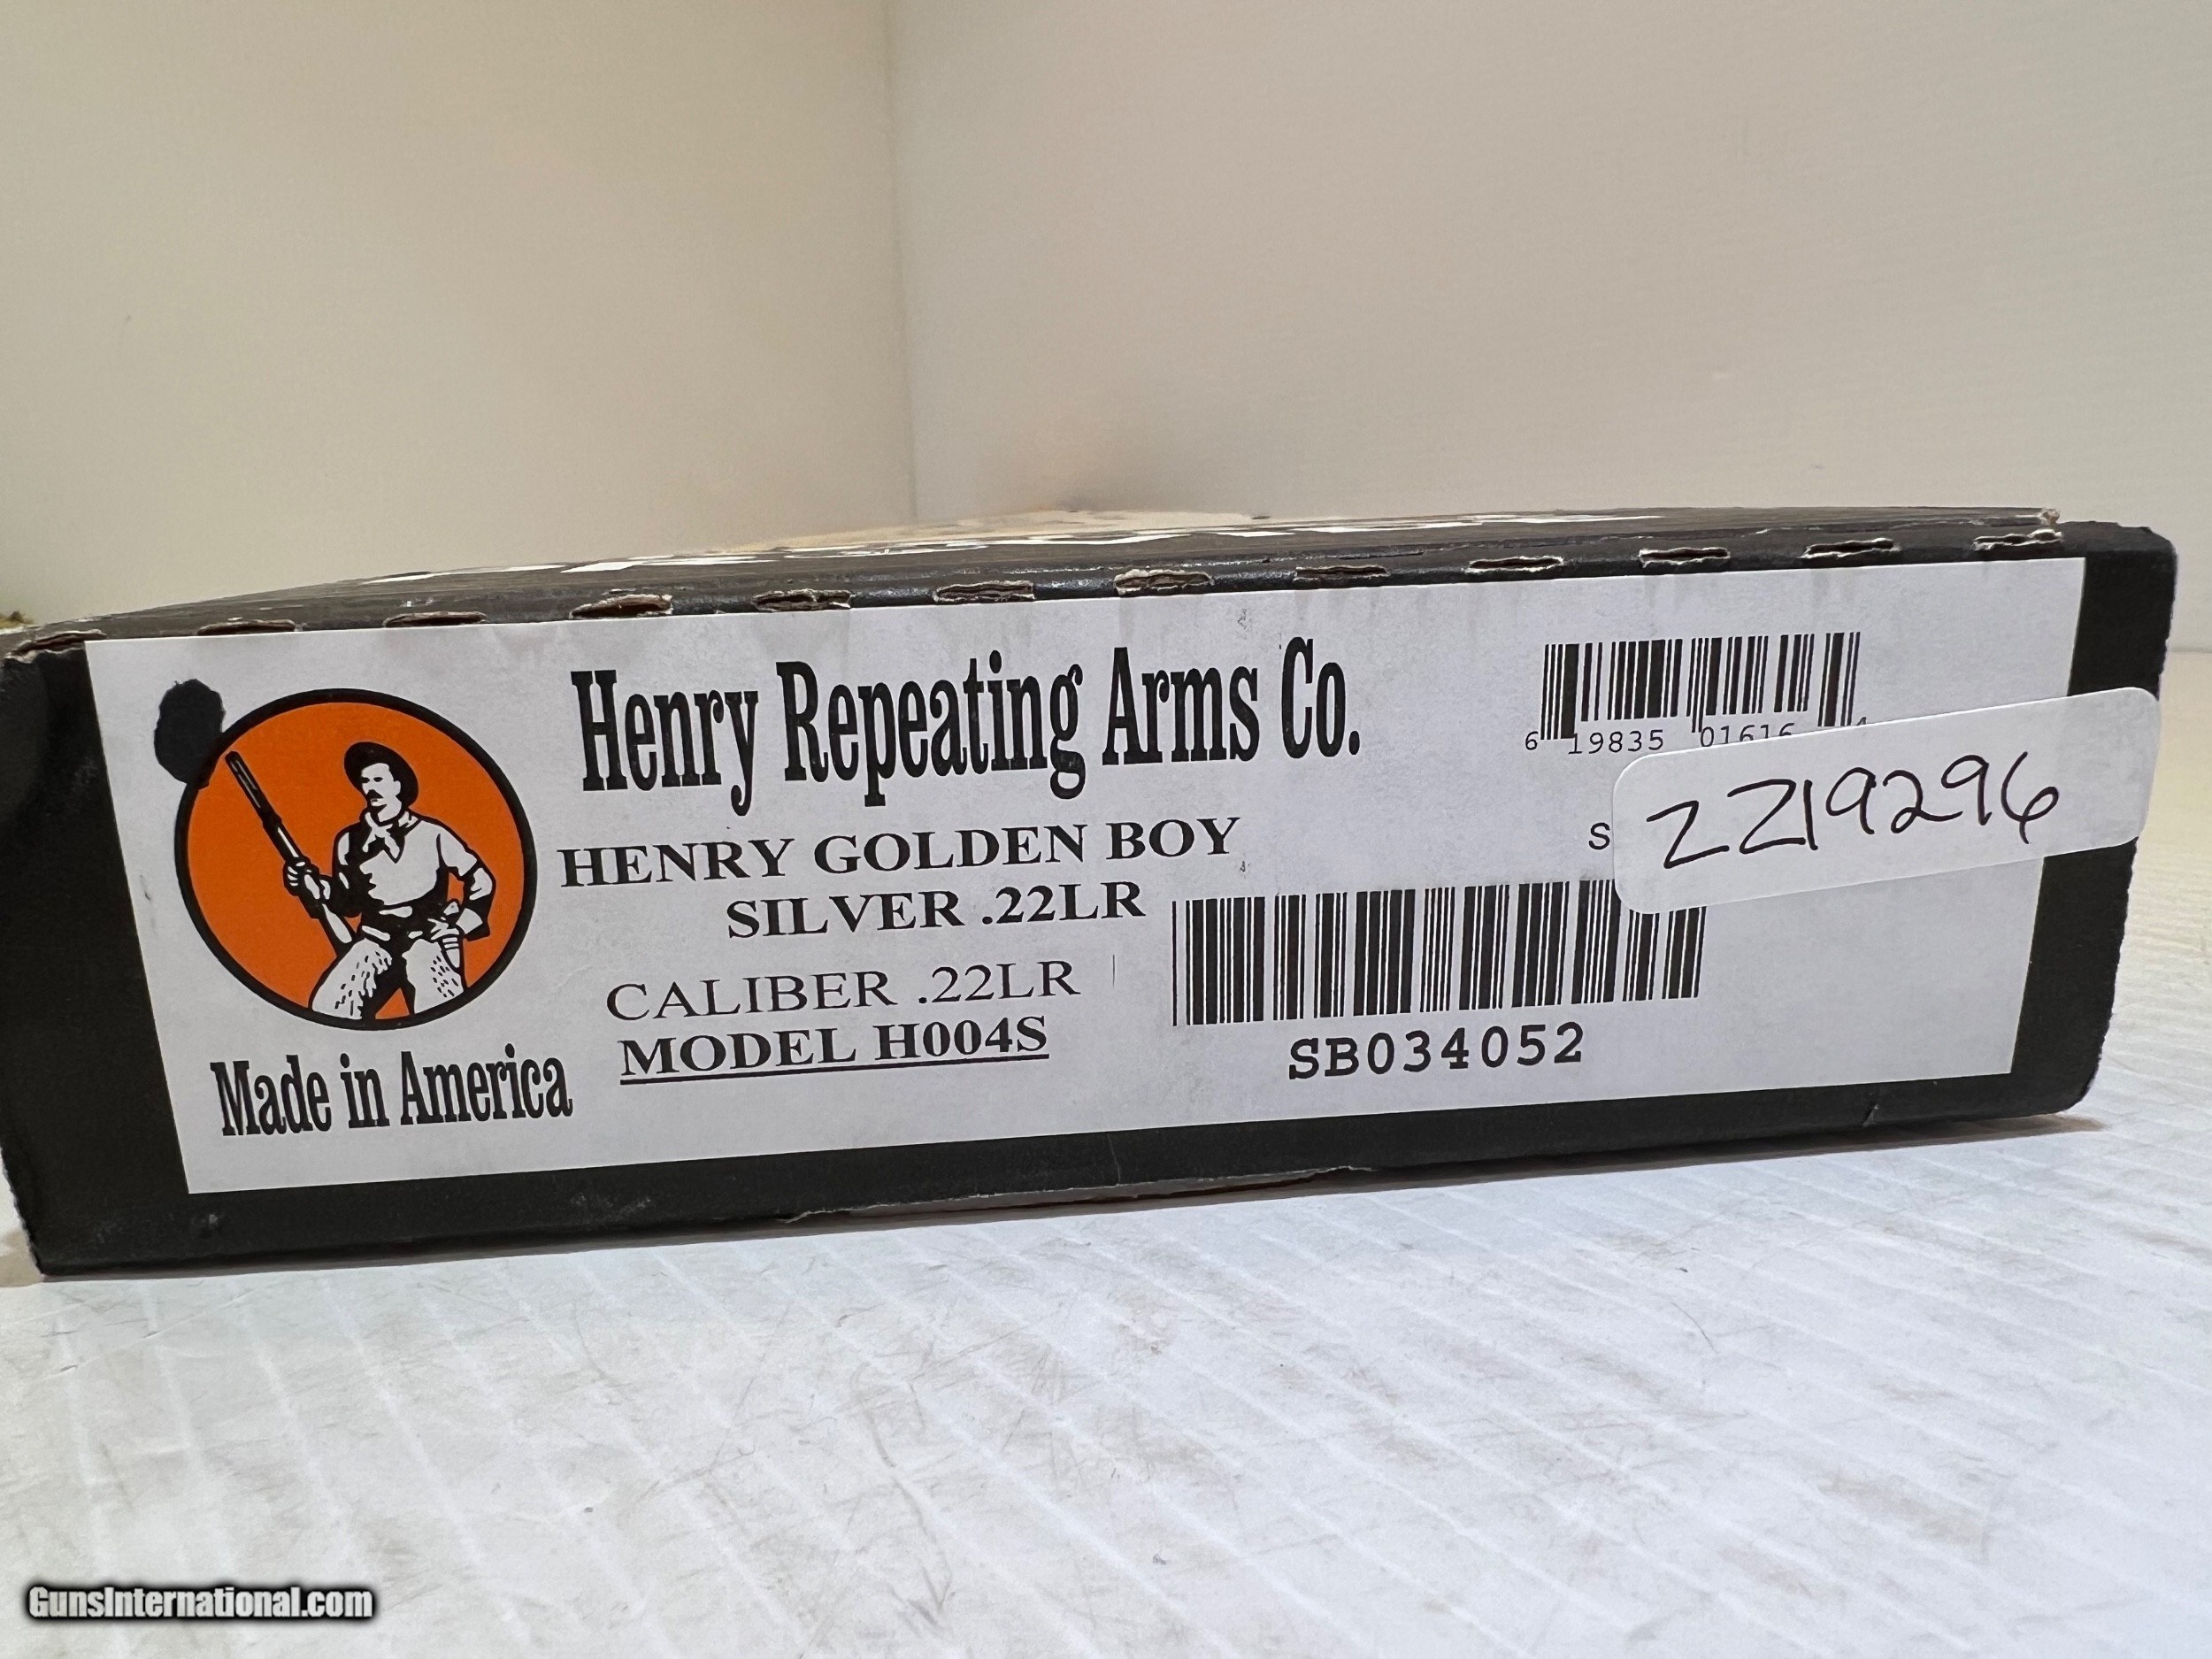 Henry Repeating Arms Co.
HENRY GOLDEN BOY
SILVER .22LR
CALIBER .22LR
MODEL H004S
Made in America
6 19835 01616 4
S
ZZ19296
SB034052
GunsInternational.com